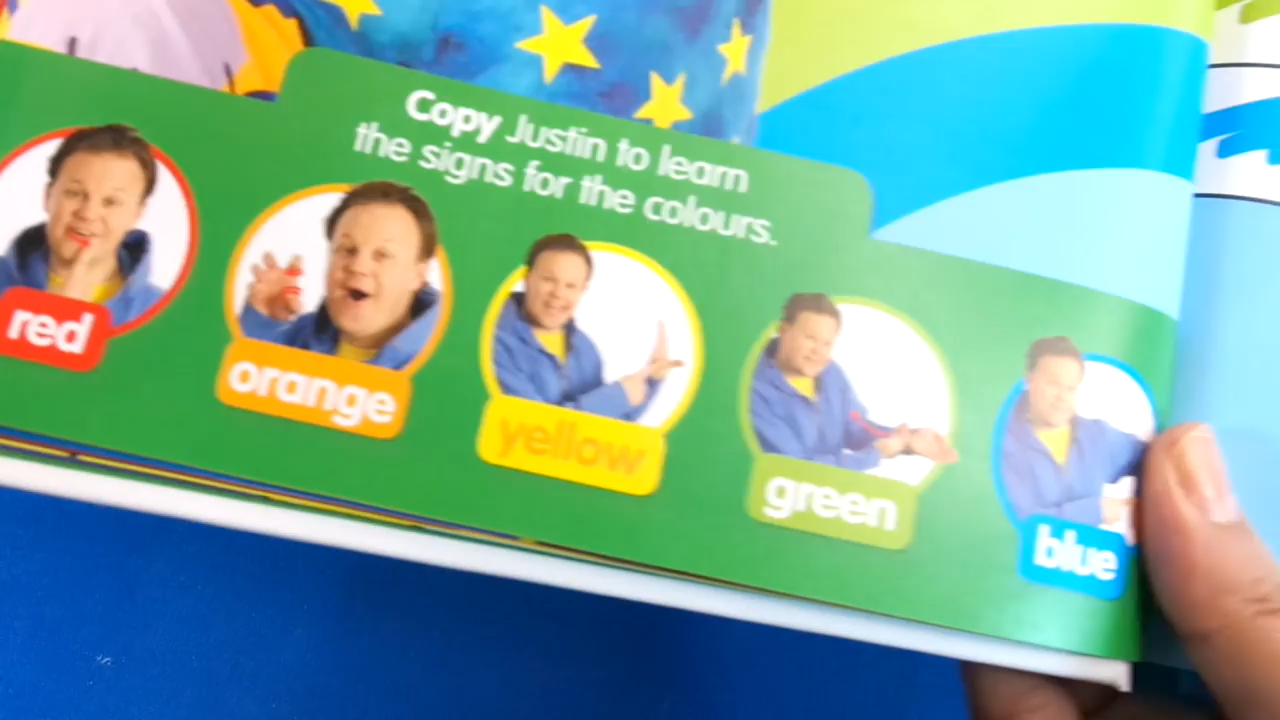 Copy Justin to learn
the signs for the colours.
red
orange
yellow
green
blue